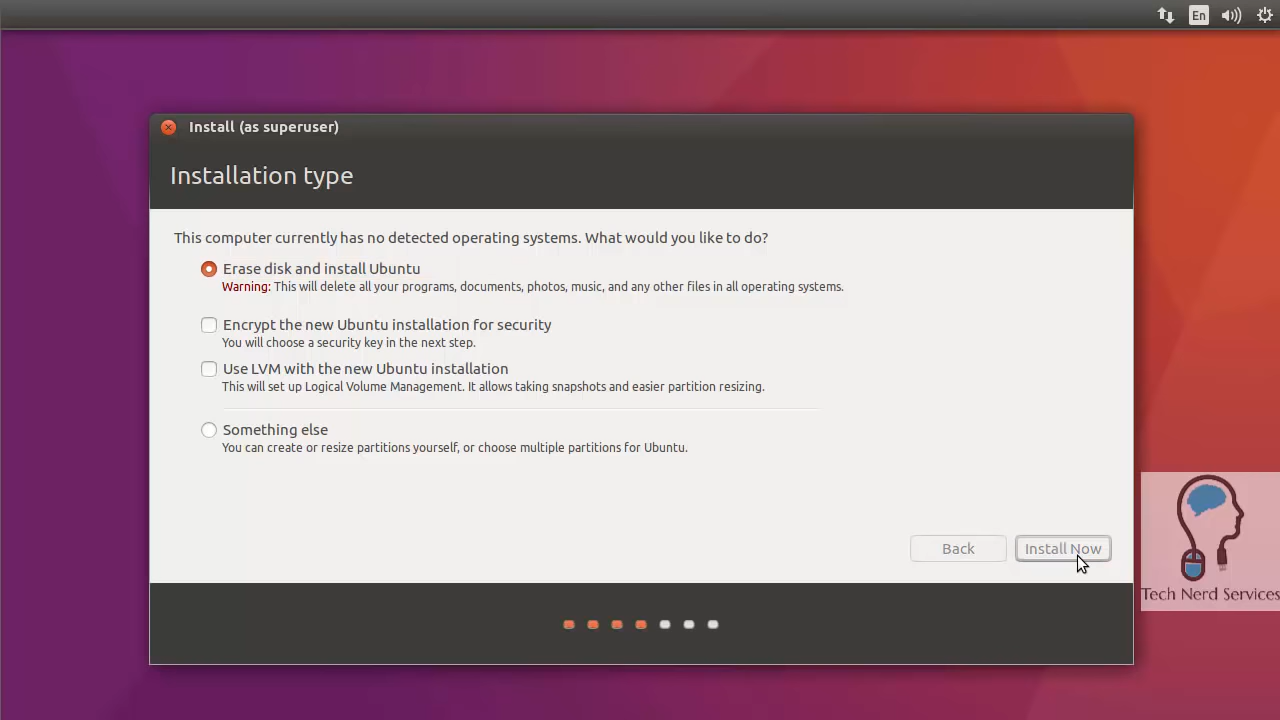 En
Install (as superuser)
Installation type
This computer currently has no detected operating systems. What would you like to do?
Erase disk and install Ubuntu
Warning: This will delete all your programs, documents, photos, music, and any other files in all operating systems.
Encrypt the new Ubuntu installation for security
You will choose a security key in the next step.
Use LVM with the new Ubuntu installation
This will set up Logical Volume Management. It allows taking snapshots and easier partition resizing.
Something else
You can create or resize partitions yourself, or choose multiple partitions for Ubuntu.
Back
Install Now
Tech Nerd Services